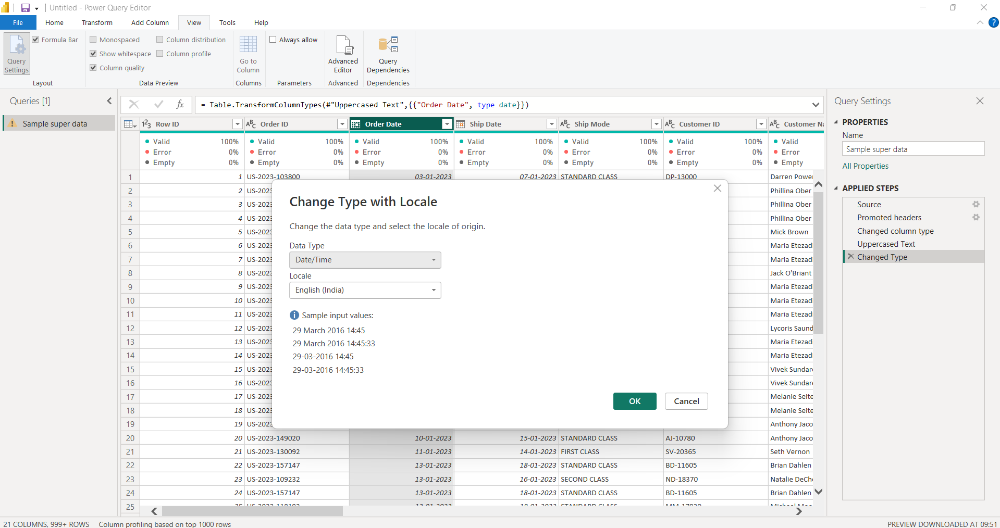 Untitled - Power Query Editor
File Home Transform Add Column View Tools Help
Query Settings
Formula Bar
Layout
Monospaced
Show whitespace
Column quality
Column distribution
Column profile
Data Preview
Go to Column
Columns
Always allow
Parameters
Advanced Editor
Advanced
Query Dependencies
Dependencies
Queries [1]
Sample super data
fx = Table.TransformColumnTypes(#"Uppercased Text",{{"Order Date", type date}})
123 Row ID ABC Order ID Order Date Ship Date ABC Ship Mode ABC Customer ID ABC Customer Na
Valid 100% Valid 100% Valid 100% Valid 100% Valid 100% Valid 100% Valid
Error 0% Error 0% Error 0% Error 0% Error 0% Error 0% Error
Empty 0% Empty 0% Empty 0% Empty 0% Empty 0% Empty 0% Empty
1 1 US-2023-103800 03-01-2023 07-01-2023 STANDARD CLASS DP-13000 Darren Power
2 2 US-202 Phillina Ober
3 3 US-202 Phillina Ober
4 4 US-202 Phillina Ober
5 5 US-202 Mick Brown
6 6 US-202 Maria Etezad
7 7 US-202 Maria Etezad
8 8 US-202 Jack O'Briant
9 9 US-202 Maria Etezad
10 10 US-202 Maria Etezad
11 11 US-202 Maria Etezad
12 12 US-202 Lycoris Saund
13 13 US-202 Maria Etezad
14 14 US-202 Maria Etezad
15 15 US-202 Vivek Sundar
16 16 US-202 Vivek Sundar
17 17 US-202 Melanie Seite
18 18 US-202 Melanie Seite
19 19 US-202 Anthony Jaco
20 20 US-2023-149020 10-01-2023 15-01-2023 STANDARD CLASS AJ-10780 Anthony Jaco
21 21 US-2023-130092 11-01-2023 14-01-2023 FIRST CLASS SV-20365 Seth Vernon
22 22 US-2023-157147 13-01-2023 18-01-2023 STANDARD CLASS BD-11605 Brian Dahlen
23 23 US-2023-109232 13-01-2023 16-01-2023 SECOND CLASS ND-18370 Natalie DeCh
24 24 US-2023-157147 13-01-2023 18-01-2023 STANDARD CLASS BD-11605 Brian Dahlen
25
Change Type with Locale
Change the data type and select the locale of origin.
Data Type
Date/Time
Locale
English (India)
Sample input values:
29 March 2016 14:45
29 March 2016 14:45:33
29-03-2016 14:45
29-03-2016 14:45:33
OK Cancel
Query Settings
PROPERTIES
Name
Sample super data
All Properties
APPLIED STEPS
Source
Promoted headers
Changed column type
Uppercased Text
Changed Type
21 COLUMNS, 999+ ROWS Column profiling based on top 1000 rows
PREVIEW DOWNLOADED AT 09:51